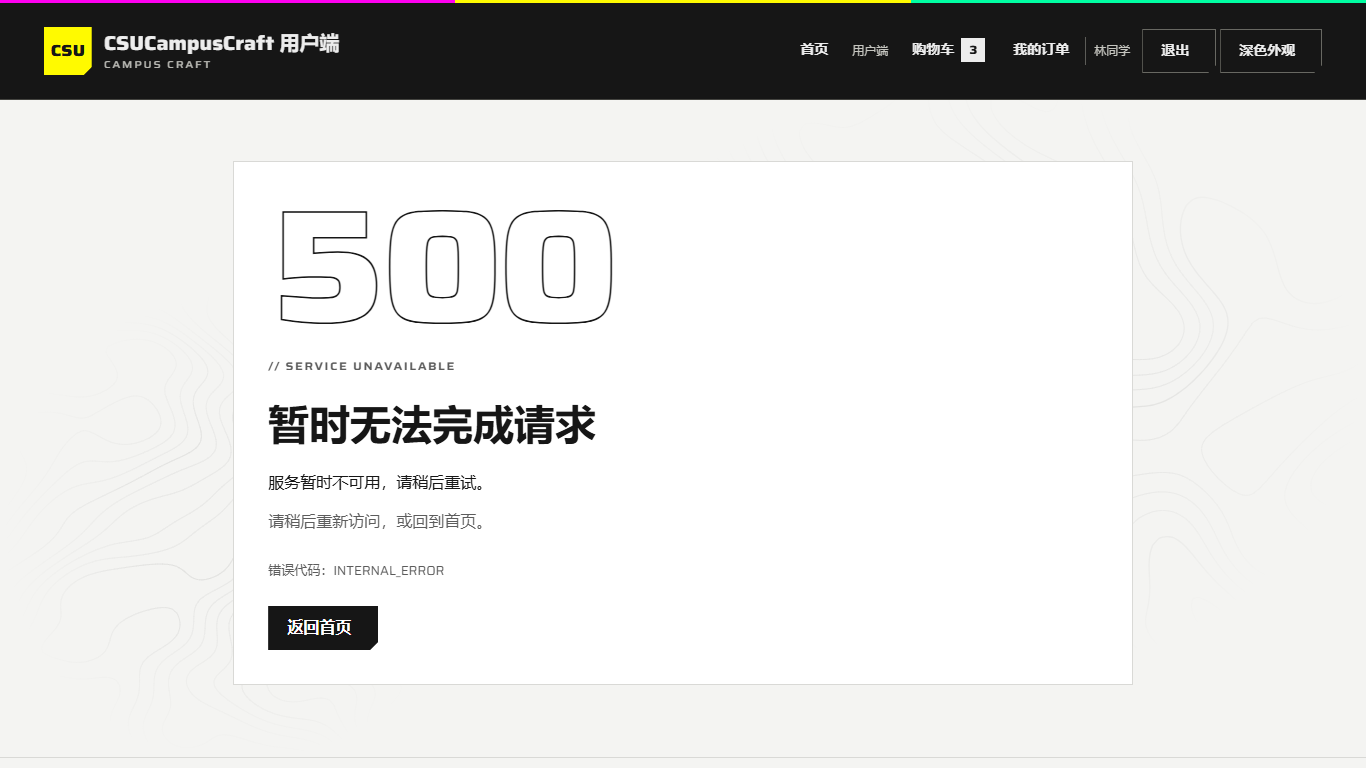 CSU
CSUCampusCraft 用户端
CAMPUS CRAFT
首页
用户端
购物车 3
我的订单
林同学
退出
深色外观
500
// SERVICE UNAVAILABLE
暂时无法完成请求
服务暂时不可用，请稍后重试。
请稍后重新访问，或回到首页。
错误代码：INTERNAL_ERROR
返回首页